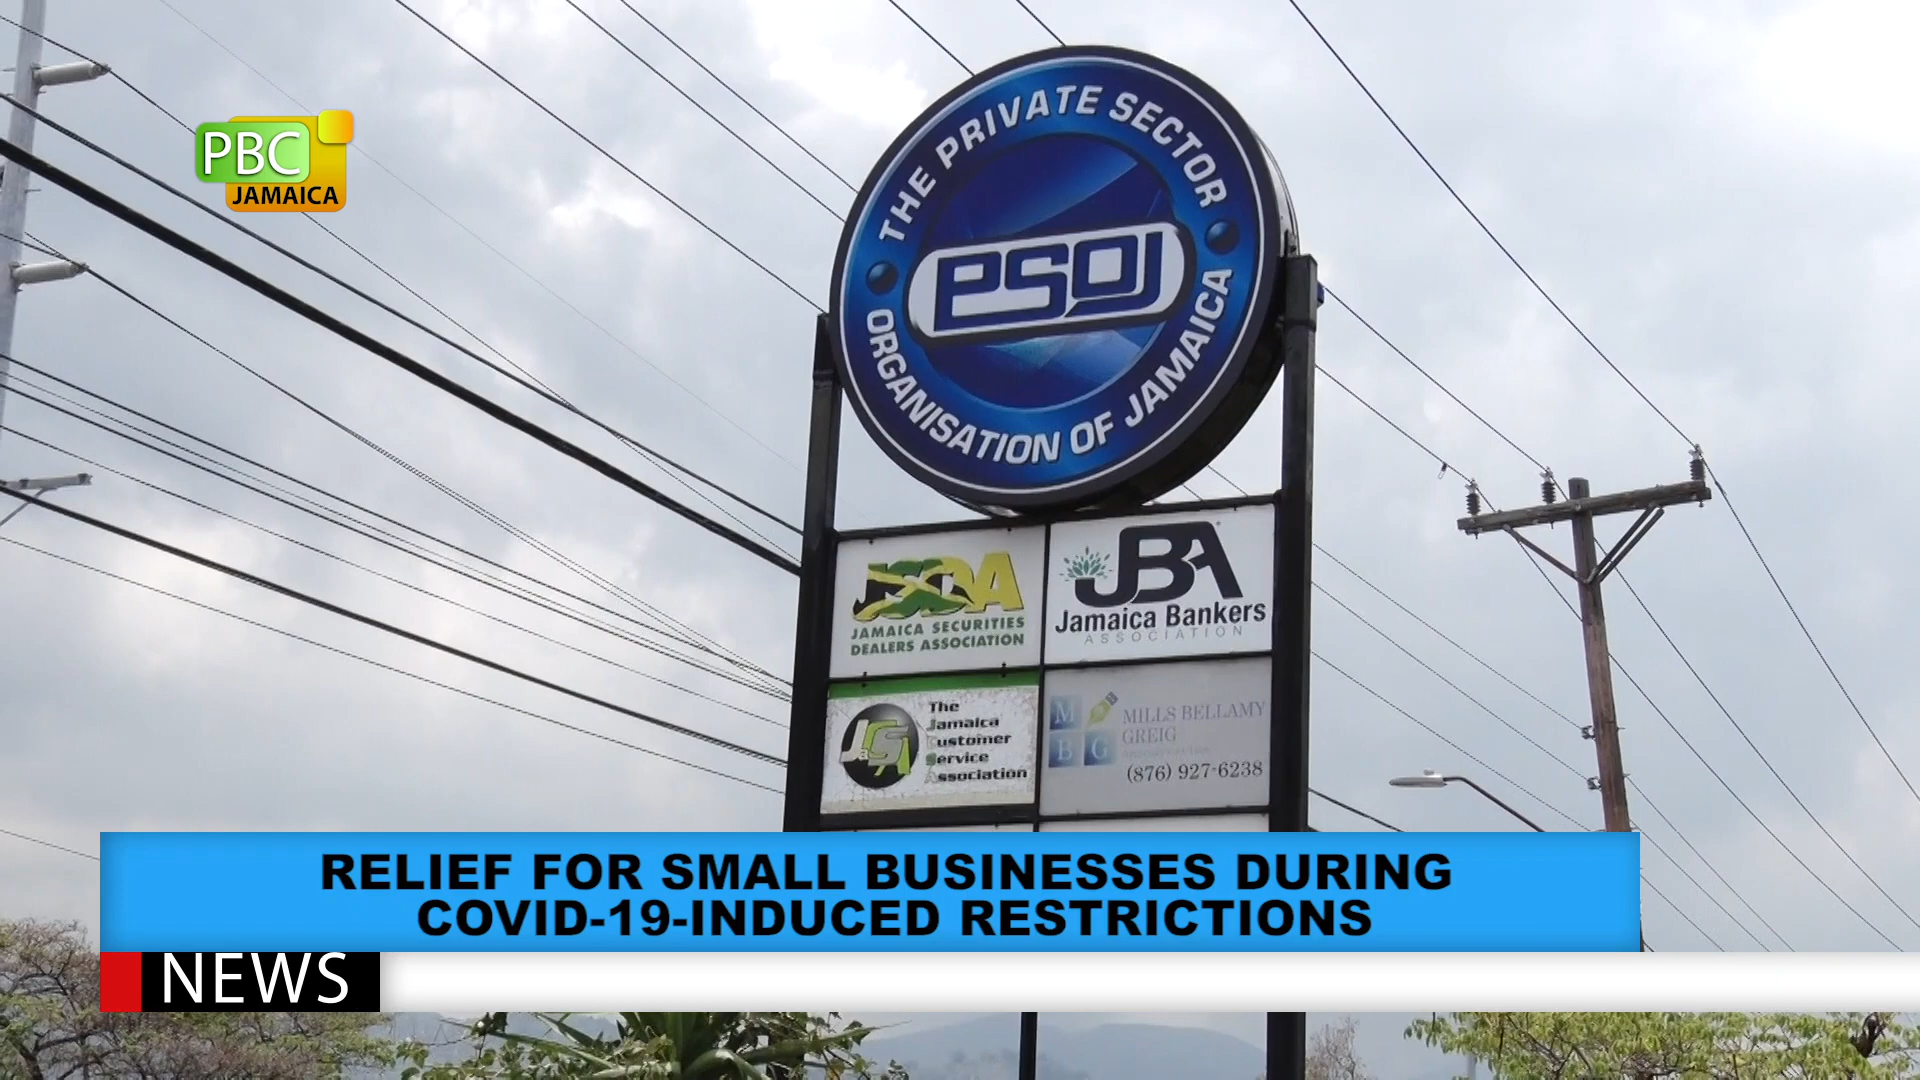 PBC
JAMAICA
THE PRIVATE SECTOR
PSOJ
ORGANISATION OF JAMAICA
JSDA
JAMAICA SECURITIES
DEALERS ASSOCIATION
JBA
Jamaica Bankers
ASSOCIATION
JaCSA
The
Jamaica
Customer
Service
Association
M
B G
MILLS BELLAMY
GREIG
(876) 927-6238
RELIEF FOR SMALL BUSINESSES DURING
COVID-19-INDUCED RESTRICTIONS
NEWS